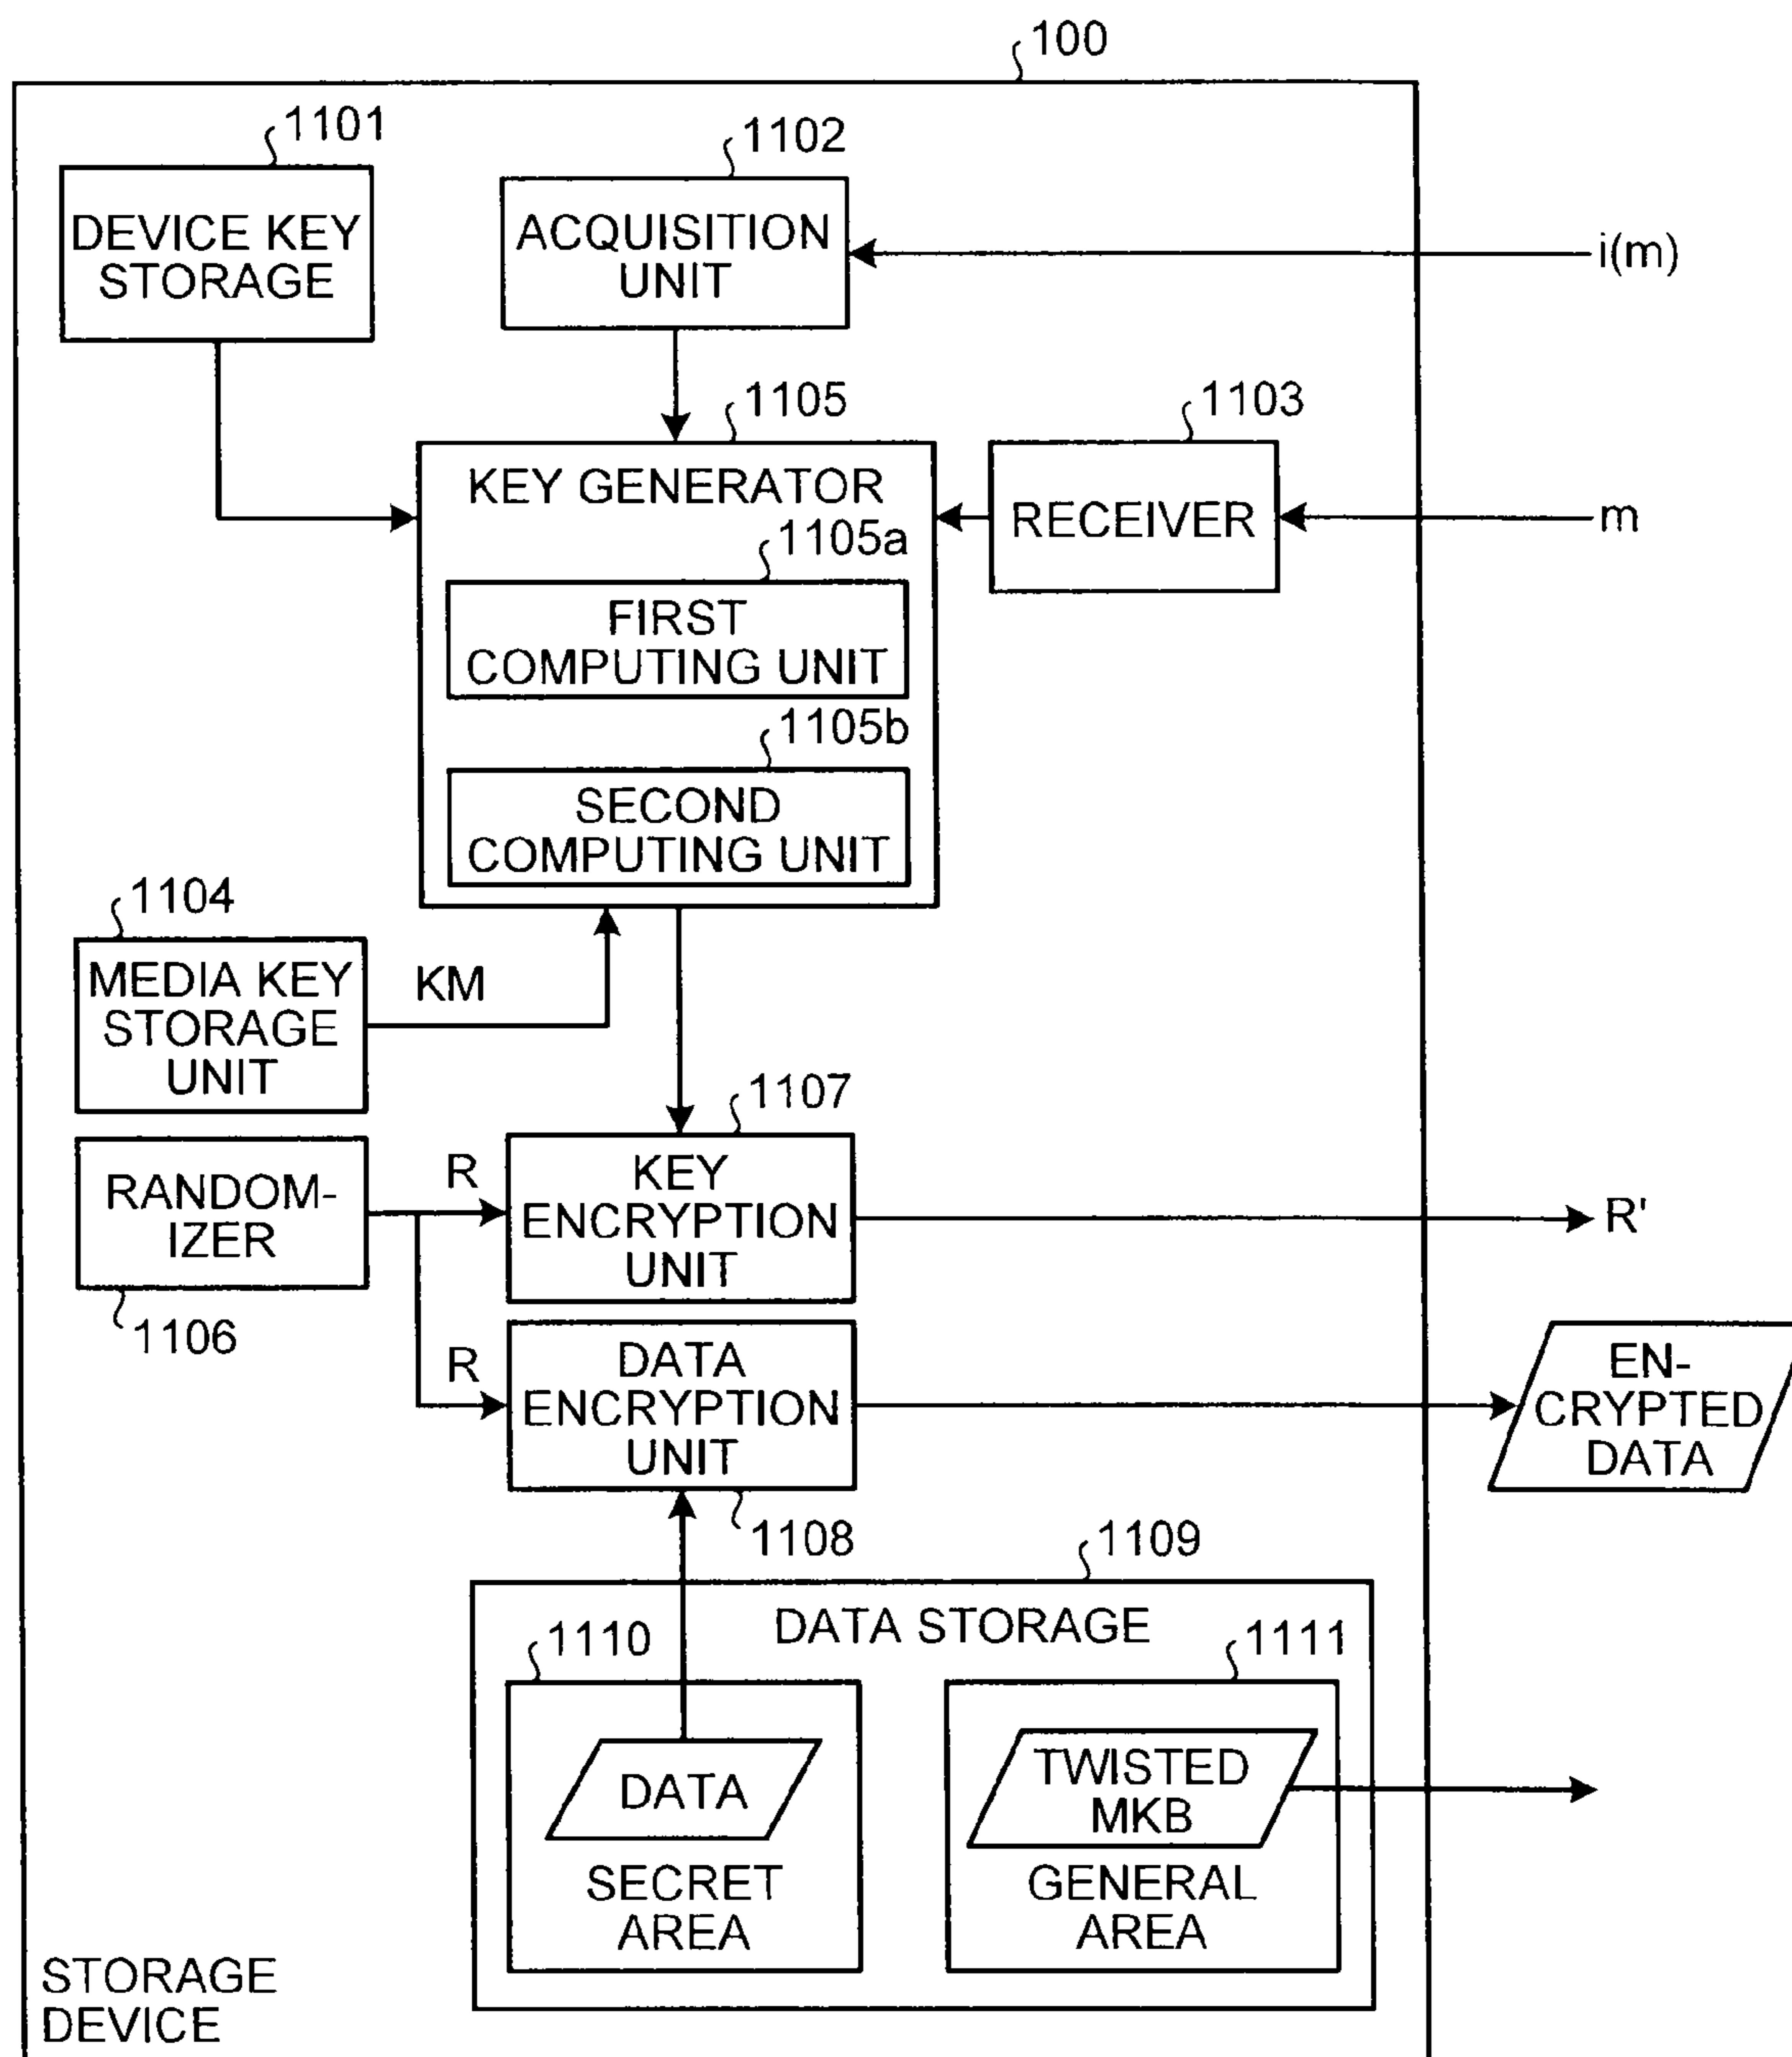 100
1101
1102
DEVICE KEY
STORAGE
ACQUISITION
UNIT
i(m)
1105
1103
KEY GENERATOR
RECEIVER
m
1105a
FIRST
COMPUTING UNIT
1105b
SECOND
COMPUTING UNIT
1104
MEDIA KEY
STORAGE
UNIT
KM
1107
RANDOM-
IZER
1106
R
KEY
ENCRYPTION
UNIT
R'
R
DATA
ENCRYPTION
UNIT
EN-
CRYPTED
DATA
1108
1109
DATA STORAGE
1110
1111
DATA
SECRET
AREA
TWISTED
MKB
GENERAL
AREA
STORAGE
DEVICE